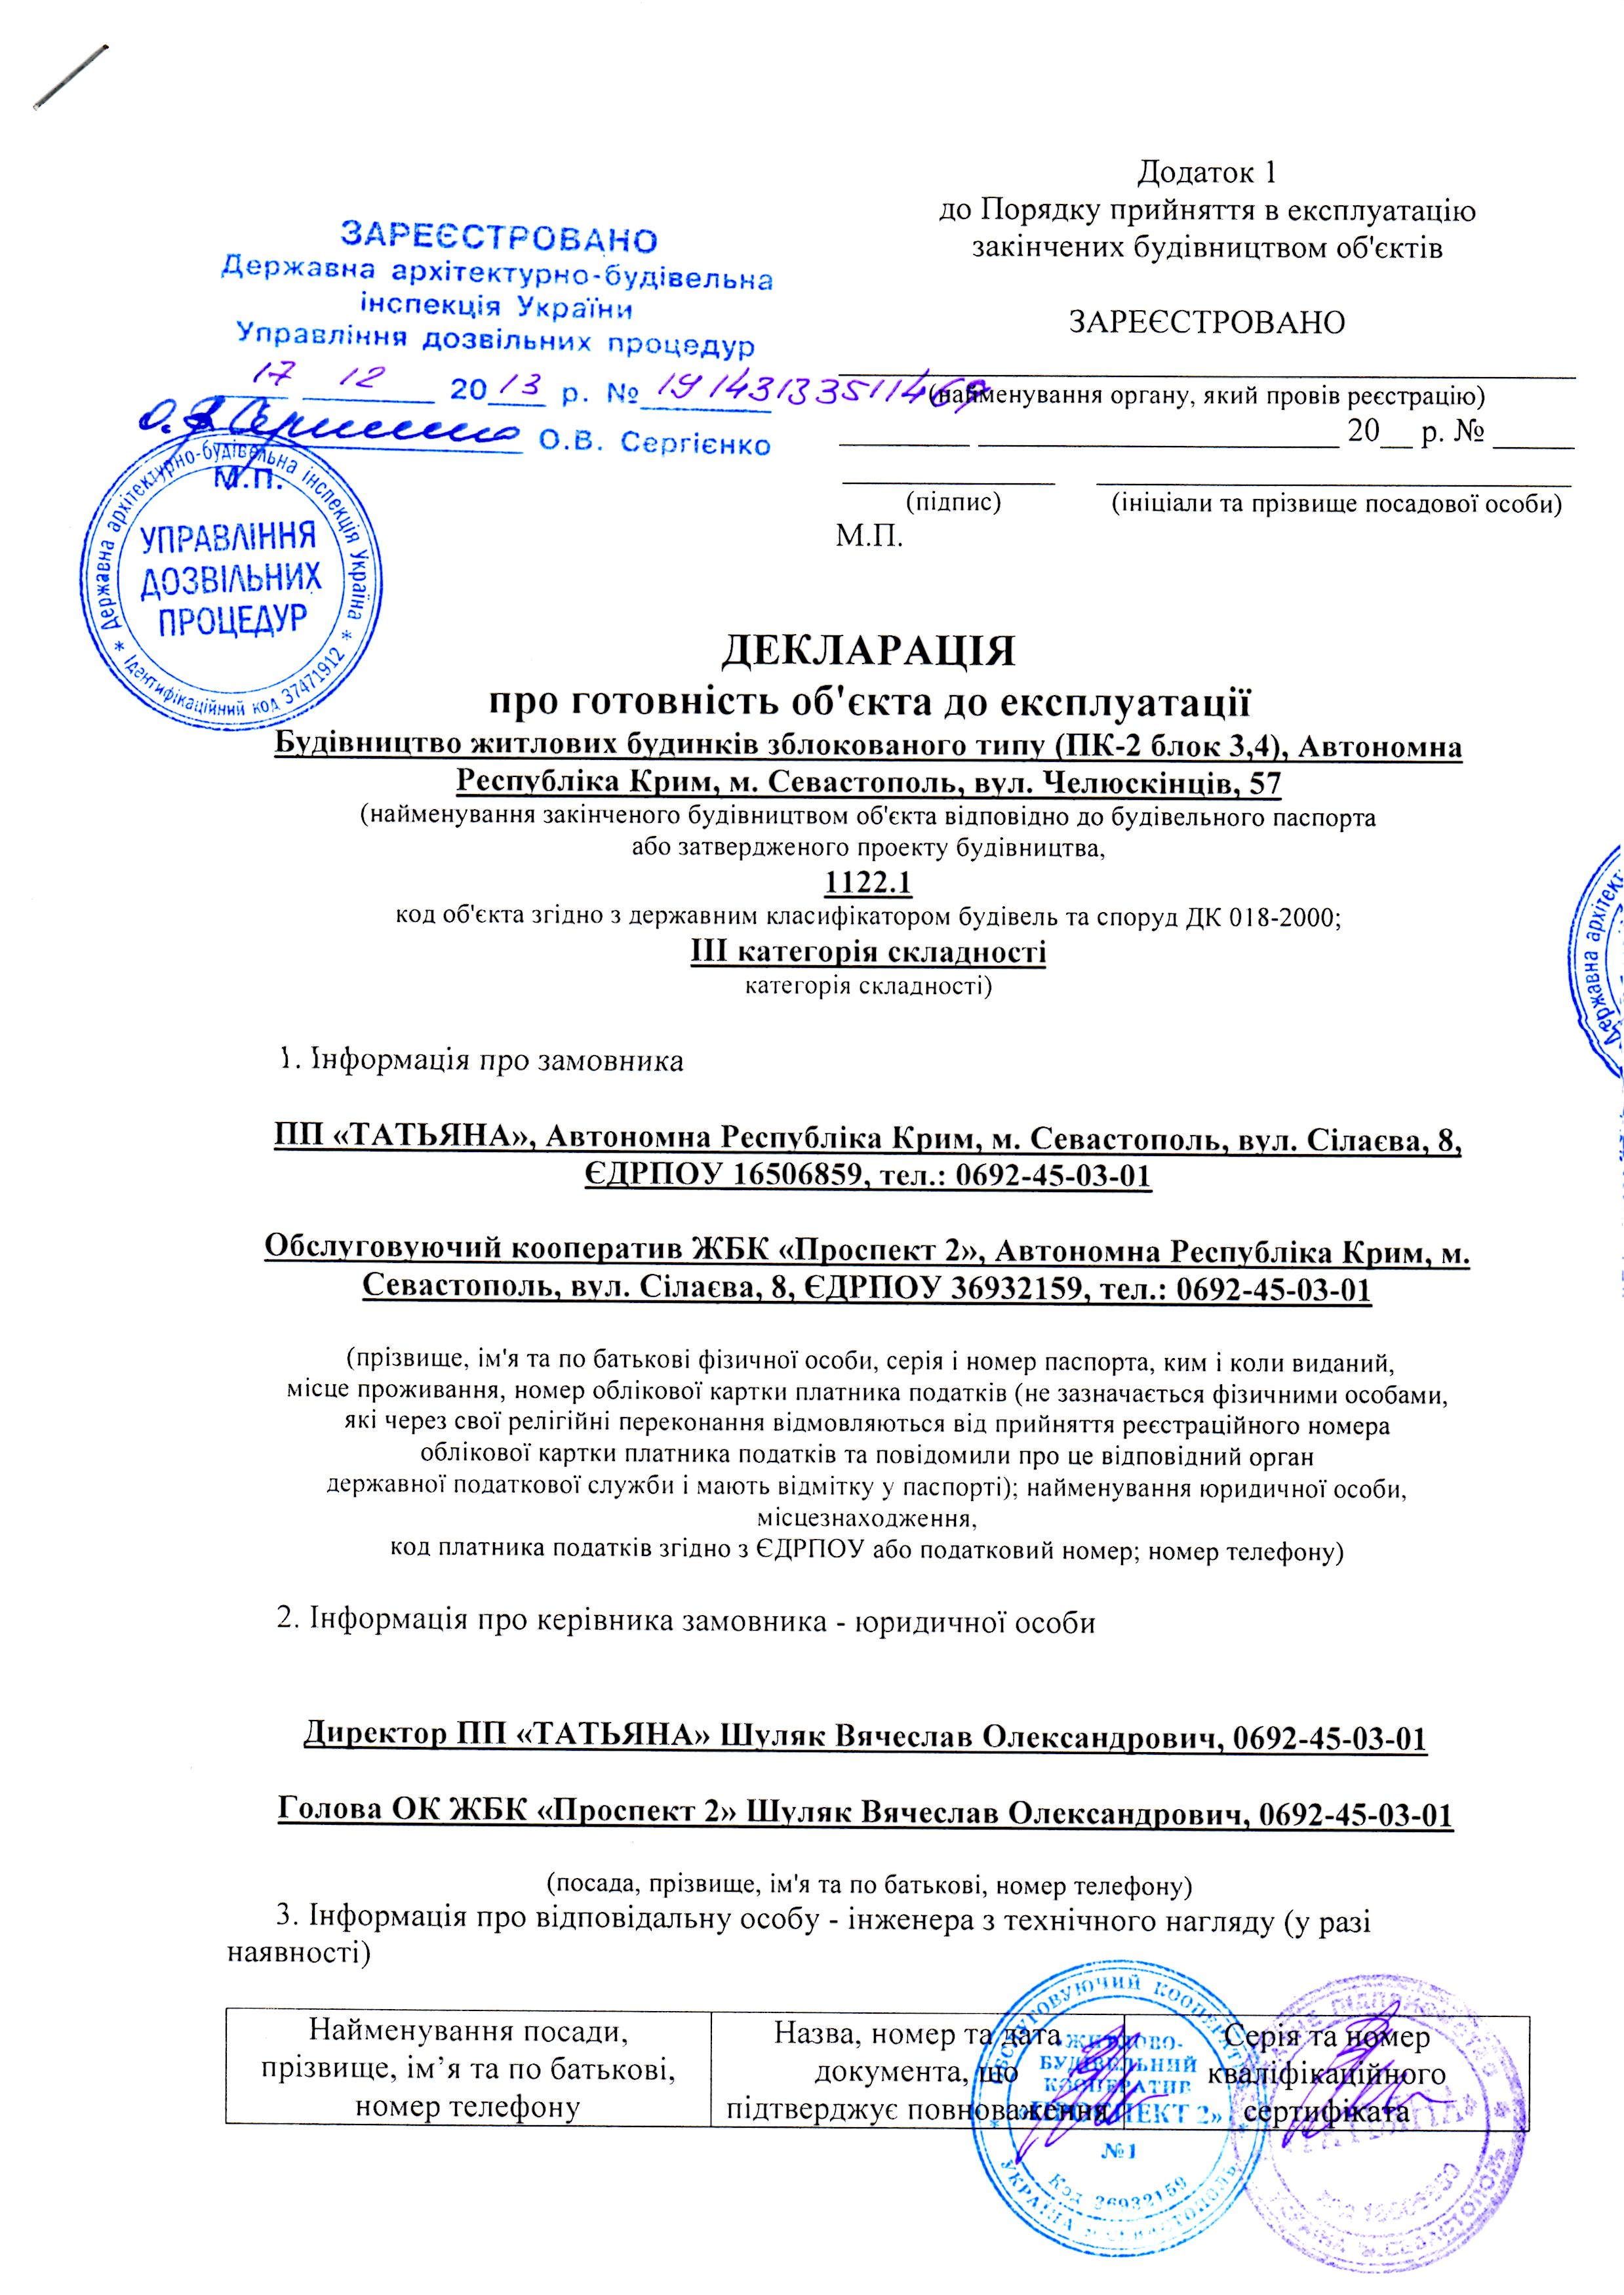 Додаток 1
до Порядку прийняття в експлуатацію
закінчених будівництвом об'єктів
ЗАРЕЄСТРОВАНО
(найменування органу, який провів реєстрацію)
20__ р. №
(підпис) (ініціали та прізвище посадової особи)
М.П.
ЗАРЕЄСТРОВАНО
Державна архітектурно-будівельна
інспекція України
Управління дозвільних процедур
17 12 2013 р. №
О.В. Сергієнко
М.П.
Державна архітектурно-будівельна інспекція України
УПРАВЛІННЯ
ДОЗВІЛЬНИХ
ПРОЦЕДУР
Ідентифікаційний код 37471912
ДЕКЛАРАЦІЯ
про готовність об'єкта до експлуатації
Будівництво житлових будинків зблокованого типу (ПК-2 блок 3,4), Автономна
Республіка Крим, м. Севастополь, вул. Челюскінців, 57
(найменування закінченого будівництвом об'єкта відповідно до будівельного паспорта
або затвердженого проекту будівництва,
1122.1
код об'єкта згідно з державним класифікатором будівель та споруд ДК 018-2000;
III категорія складності
категорія складності)
Державна архітект
1. Інформація про замовника
ПП «ТАТЬЯНА», Автономна Республіка Крим, м. Севастополь, вул. Сілаєва, 8,
ЄДРПОУ 16506859, тел.: 0692-45-03-01
Обслуговуючий кооператив ЖБК «Проспект 2», Автономна Республіка Крим, м.
Севастополь, вул. Сілаєва, 8, ЄДРПОУ 36932159, тел.: 0692-45-03-01
(прізвище, ім'я та по батькові фізичної особи, серія і номер паспорта, ким і коли виданий,
місце проживання, номер облікової картки платника податків (не зазначається фізичними особами,
які через свої релігійні переконання відмовляються від прийняття реєстраційного номера
облікової картки платника податків та повідомили про це відповідний орган
державної податкової служби і мають відмітку у паспорті); найменування юридичної особи,
місцезнаходження,
код платника податків згідно з ЄДРПОУ або податковий номер; номер телефону)
2. Інформація про керівника замовника - юридичної особи
Директор ПП «ТАТЬЯНА» Шуляк Вячеслав Олександрович, 0692-45-03-01
Голова ОК ЖБК «Проспект 2» Шуляк Вячеслав Олександрович, 0692-45-03-01
(посада, прізвище, ім'я та по батькові, номер телефону)
3. Інформація про відповідальну особу - інженера з технічного нагляду (у разі
наявності)
Найменування посади,
прізвище, ім’я та по батькові,
номер телефону
Назва, номер та дата
документа, що
підтверджує повноваження
Серія та номер
кваліфікаційного
сертифіката
ОБСЛУГОВУЮЧИЙ КООПЕРАТИВ
ЖИТЛОВО-
БУДІВЕЛЬНИЙ
КООПЕРАТИВ
«ПРОСПЕКТ 2»
№1
Код 36932159
УКРАЇНА м СЕВАСТОПОЛЬ